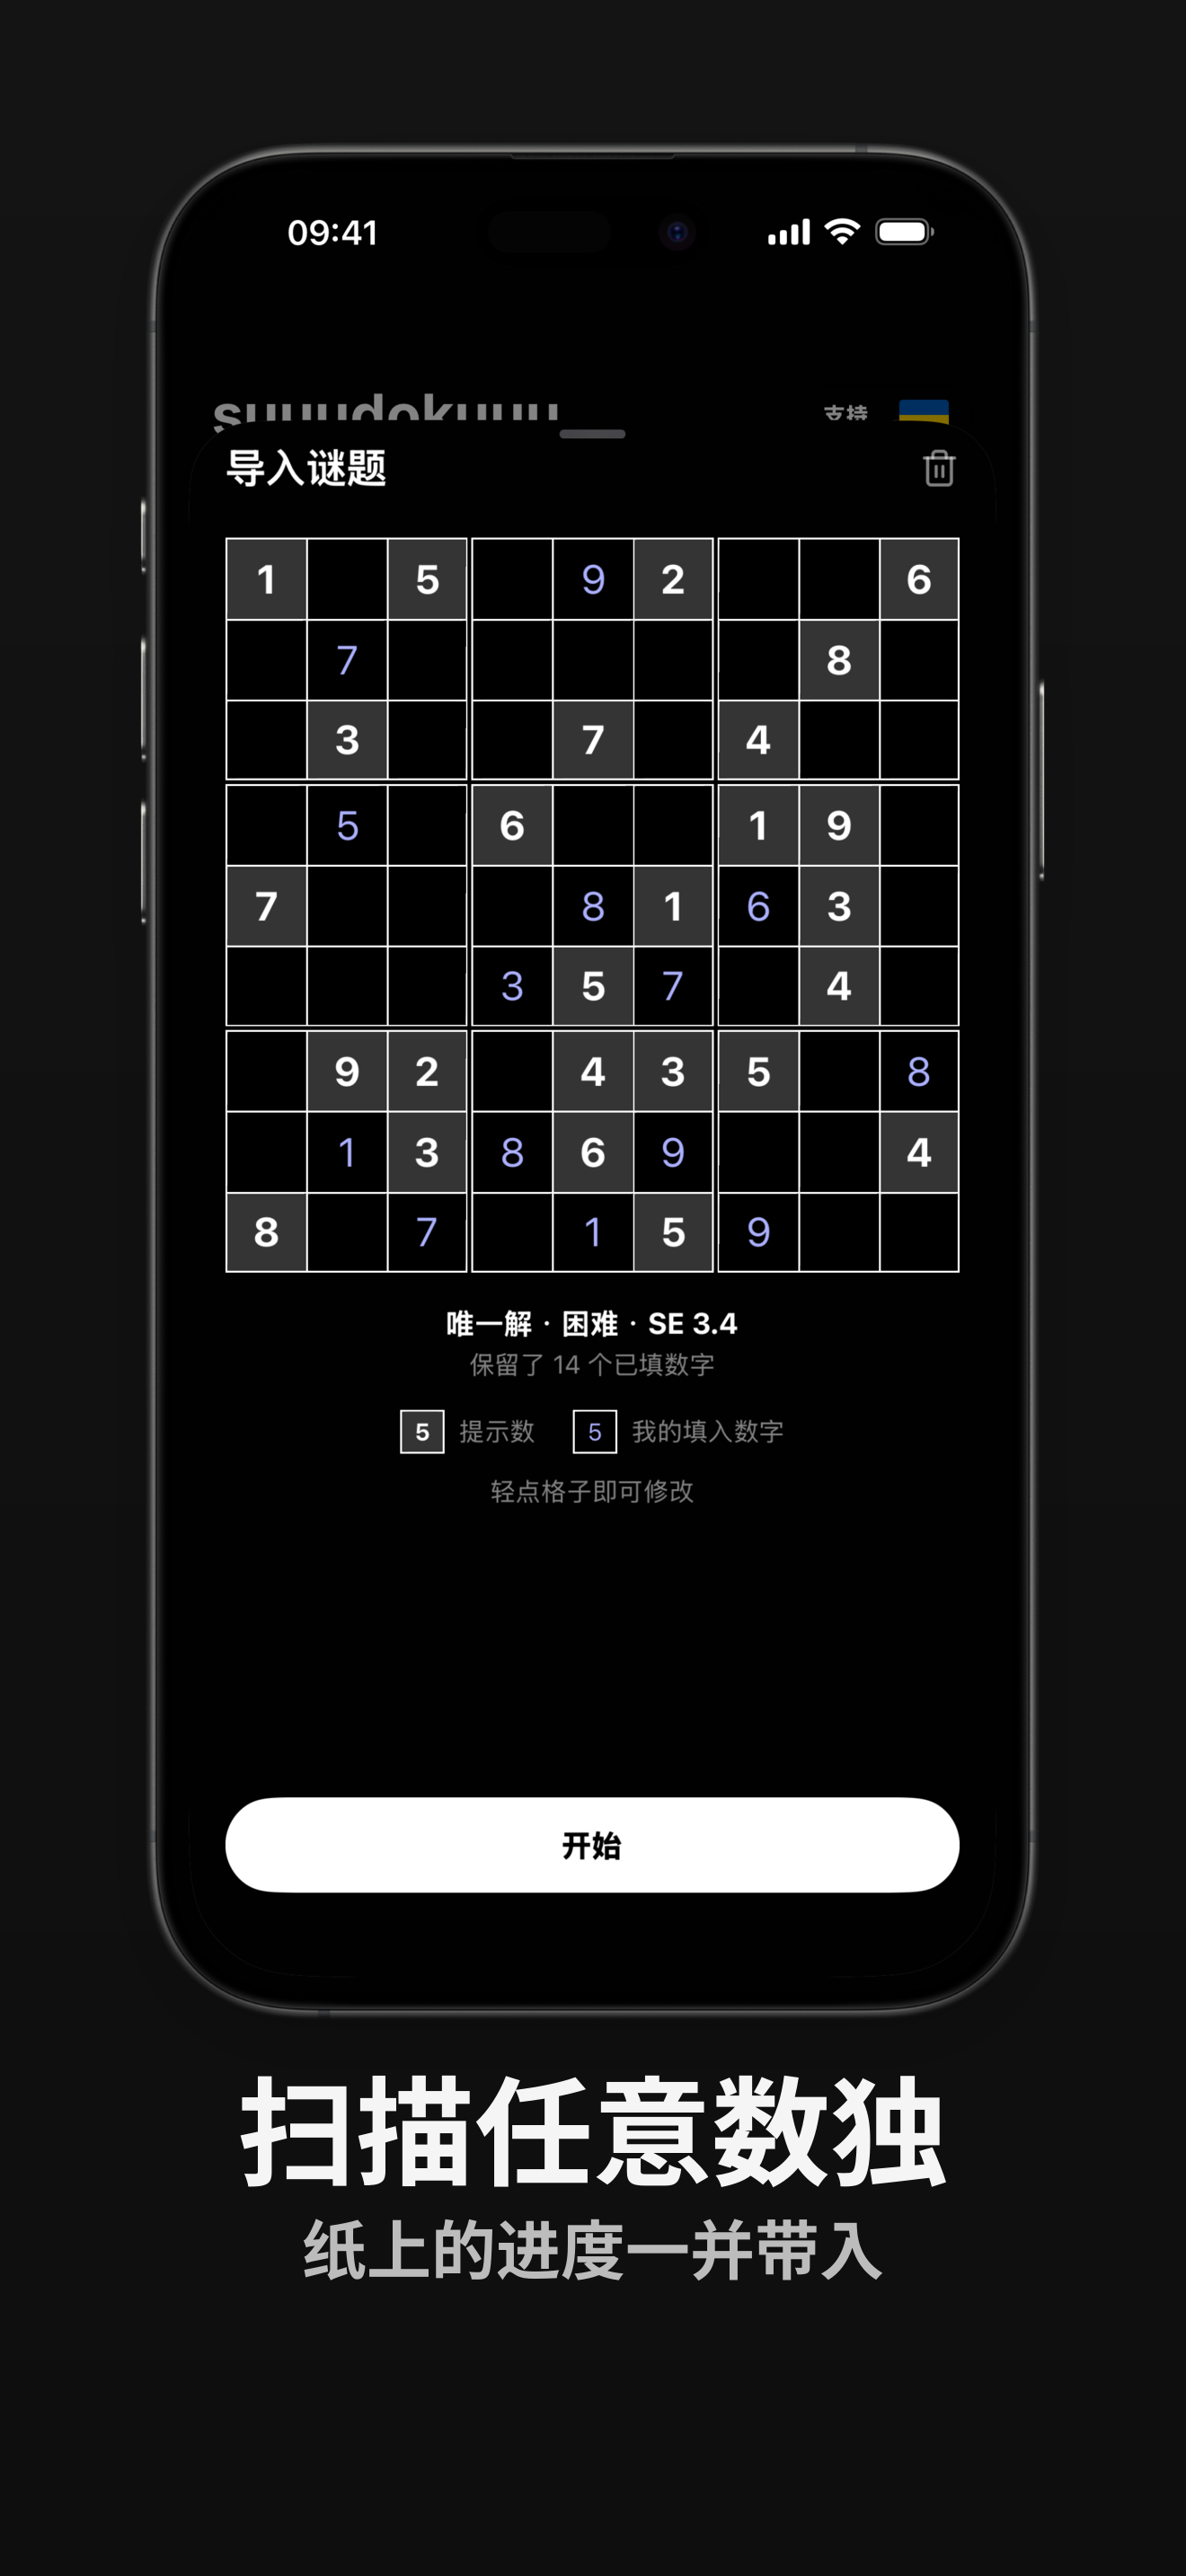 09:41
suuudokuuu 支持
导入谜题
1 5 9 2 6
7 8
3 7 4
5 6 1 9
7 8 1 6 3
3 5 7 4
9 2 4 3 5 8
1 3 8 6 9 4
8 7 1 5 9
唯一解 · 困难 · SE 3.4
保留了 14 个已填数字
5 提示数 5 我的填入数字
轻点格子即可修改
开始
扫描任意数独
纸上的进度一并带入